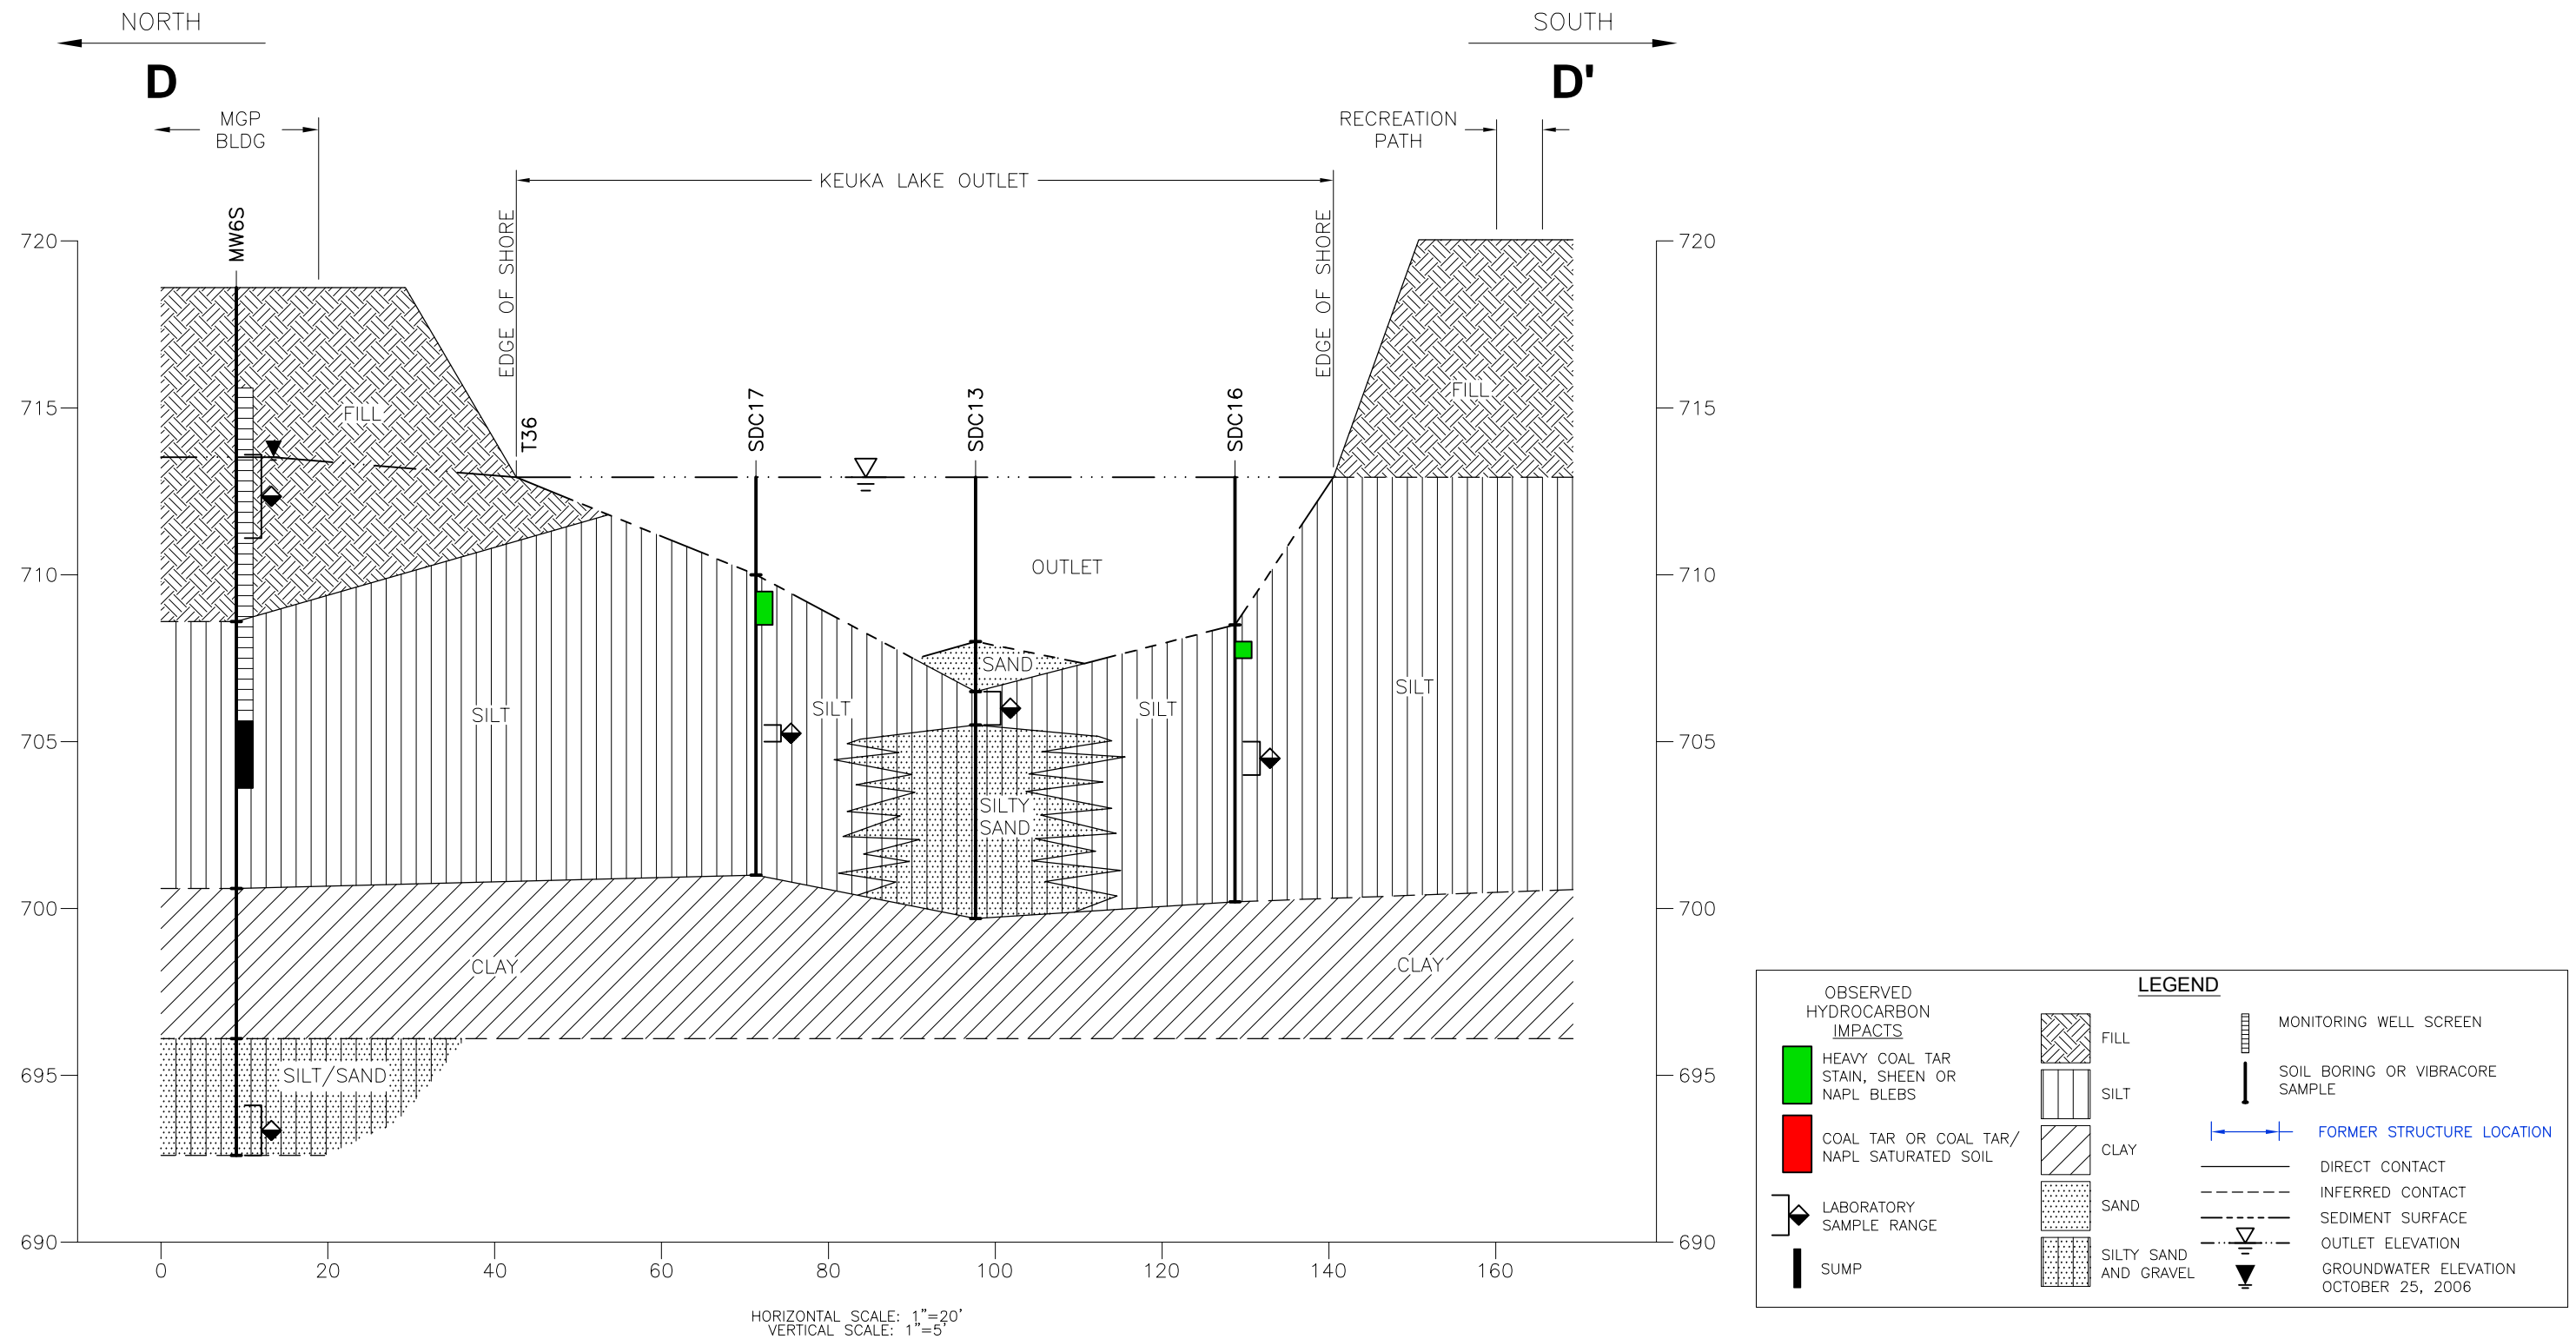 NORTH
SOUTH
D
D'
MGP
BLDG
RECREATION
PATH
KEUKA LAKE OUTLET
MW6S
EDGE OF SHORE
EDGE OF SHORE
T36
SDC17
SDC13
SDC16
720
715
710
705
700
695
690
720
715
710
705
700
695
690
FILL
FILL
OUTLET
SAND
SILT
SILT
SILT
SILT
SILTY
SAND
CLAY
CLAY
SILT/SAND
0
20
40
60
80
100
120
140
160
HORIZONTAL SCALE: 1"=20'
VERTICAL SCALE: 1"=5'
LEGEND
OBSERVED
HYDROCARBON
IMPACTS
HEAVY COAL TAR
STAIN, SHEEN OR
NAPL BLEBS
COAL TAR OR COAL TAR/
NAPL SATURATED SOIL
LABORATORY
SAMPLE RANGE
SUMP
FILL
SILT
CLAY
SAND
SILTY SAND
AND GRAVEL
MONITORING WELL SCREEN
SOIL BORING OR VIBRACORE
SAMPLE
FORMER STRUCTURE LOCATION
DIRECT CONTACT
INFERRED CONTACT
SEDIMENT SURFACE
OUTLET ELEVATION
GROUNDWATER ELEVATION
OCTOBER 25, 2006